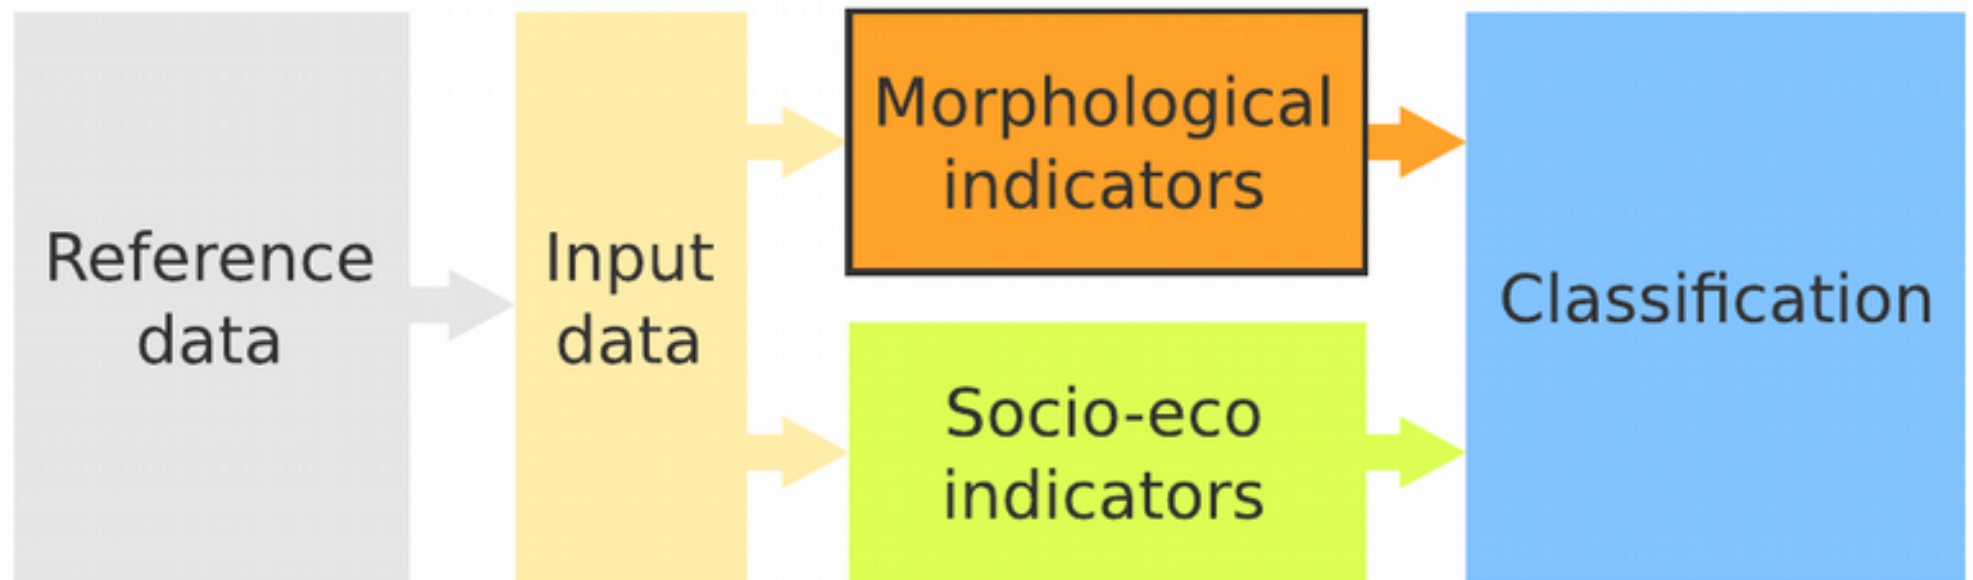 Reference
data
Input
data
Morphological
indicators
Socio-eco
indicators
Classification